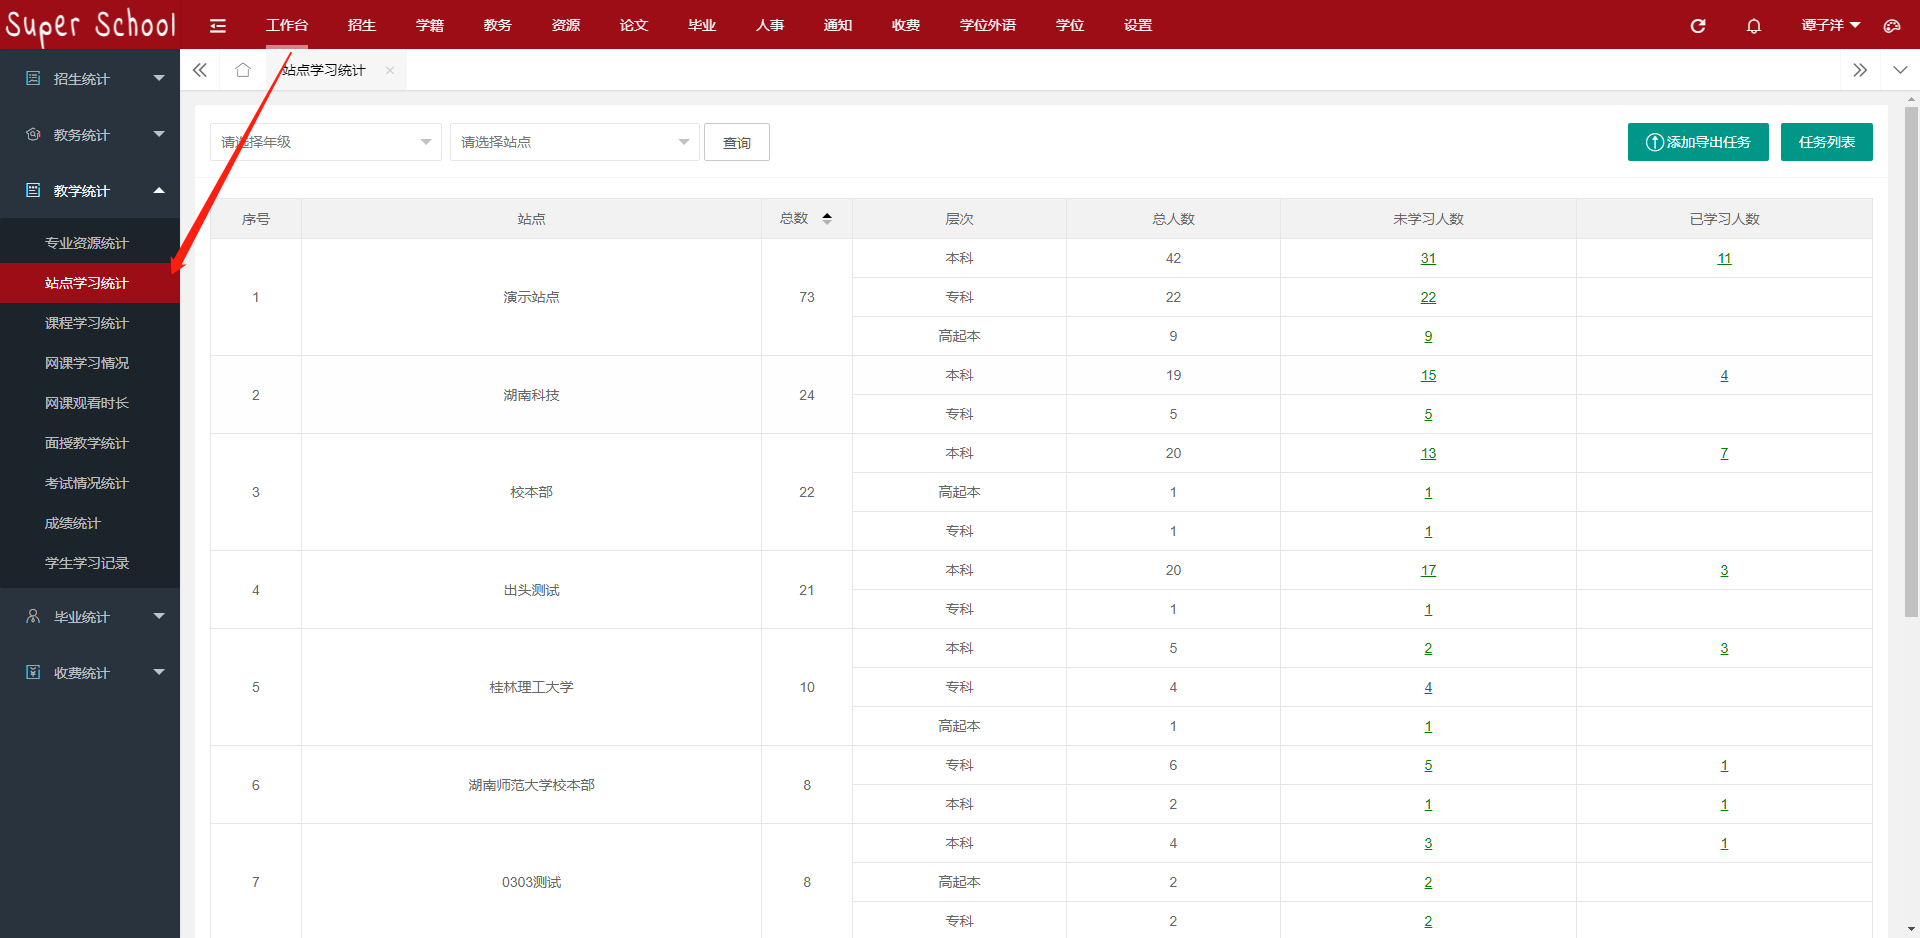 Super School
工作台 招生 学籍 教务 资源 论文 毕业 人事 通知 收费 学位外语 学位 设置 谭子洋
招生统计
教务统计
教学统计
专业资源统计
站点学习统计
课程学习统计
网课学习情况
网课观看时长
面授教学统计
考试情况统计
成绩统计
学生学习记录
毕业统计
收费统计
站点学习统计
请选择年级 请选择站点 查询 添加导出任务 任务列表
序号 站点 总数 层次 总人数 未学习人数 已学习人数
1 演示站点 73 本科 42 31 11
专科 22 22
高起本 9 9
2 湖南科技 24 本科 19 15 4
专科 5 5
3 校本部 22 本科 20 13 7
高起本 1 1
专科 1 1
4 出头测试 21 本科 20 17 3
专科 1 1
5 桂林理工大学 10 本科 5 2 3
专科 4 4
高起本 1 1
6 湖南师范大学校本部 8 专科 6 5 1
本科 2 1 1
7 0303测试 8 本科 4 3 1
高起本 2 2
专科 2 2